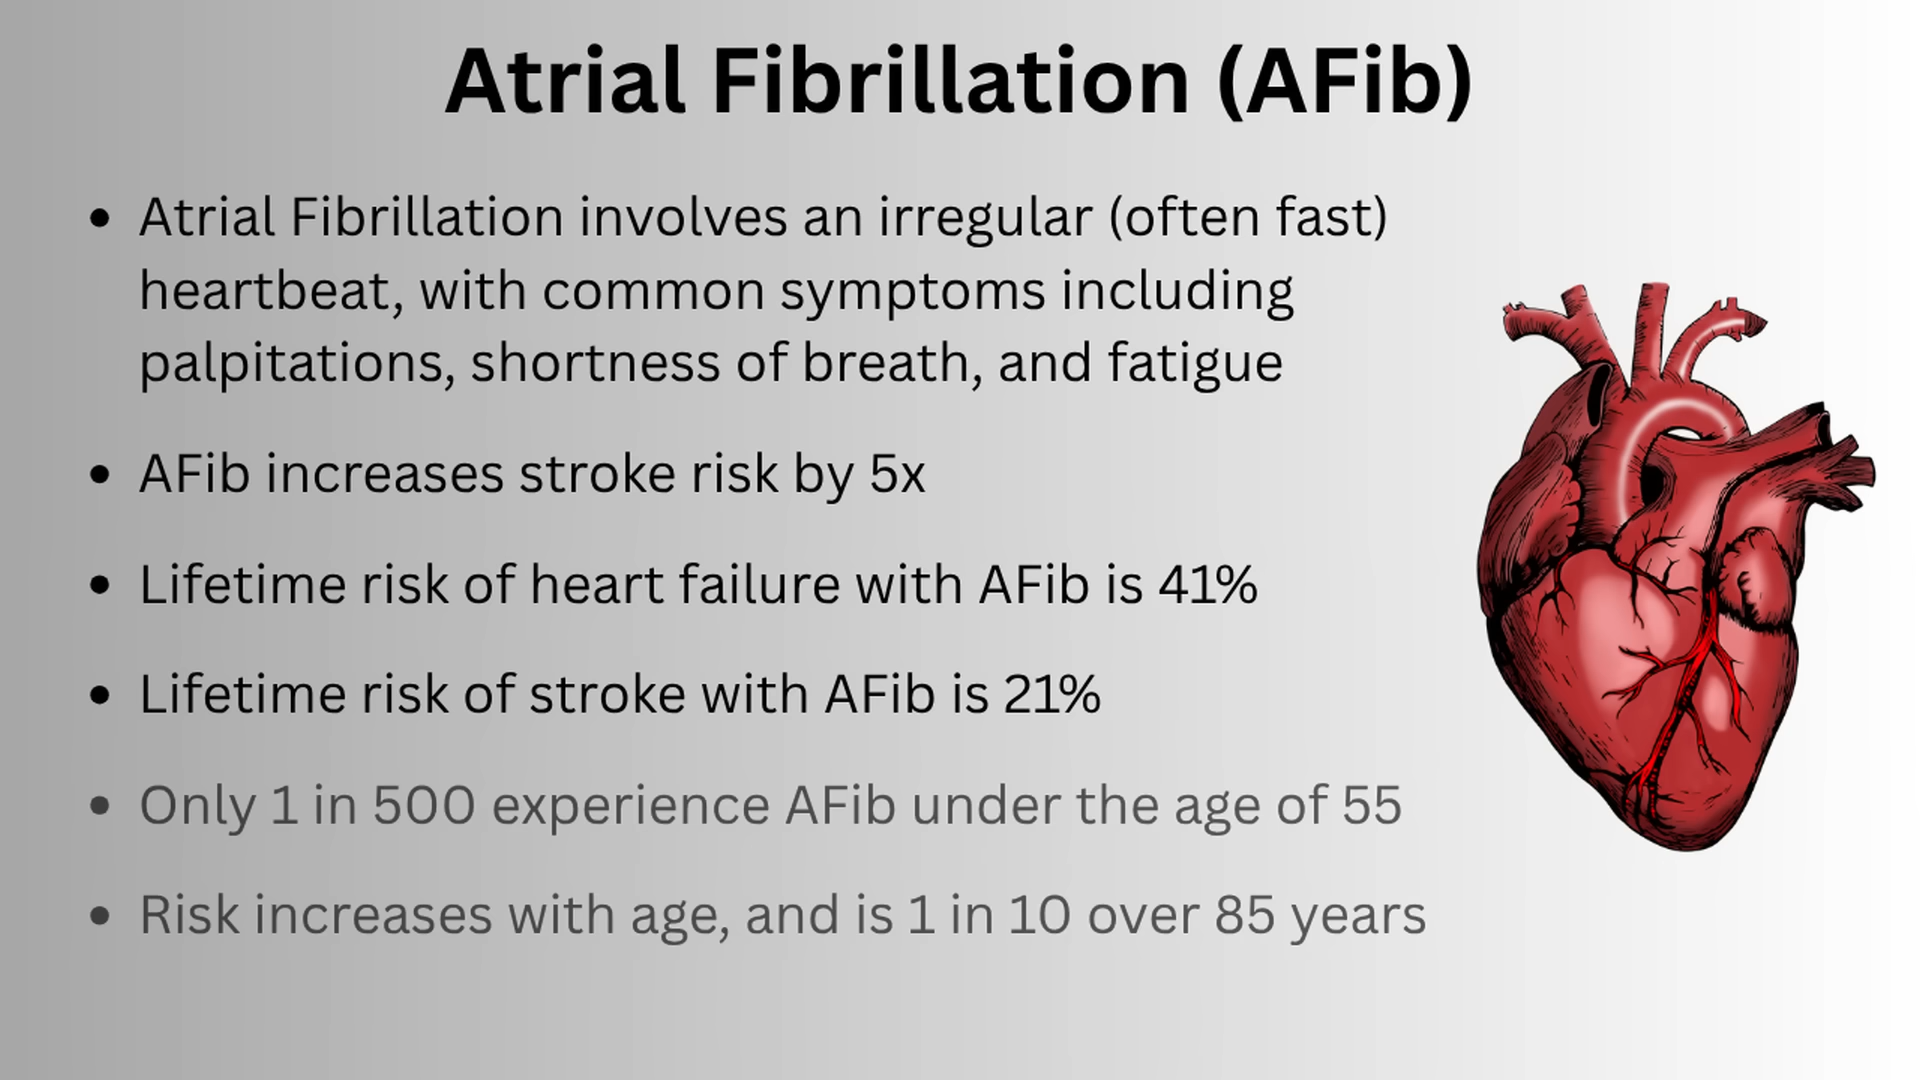 Atrial Fibrillation (AFib)
• Atrial Fibrillation involves an irregular (often fast)
heartbeat, with common symptoms including
palpitations, shortness of breath, and fatigue
• AFib increases stroke risk by 5x
• Lifetime risk of heart failure with AFib is 41%
• Lifetime risk of stroke with AFib is 21%
• Only 1 in 500 experience AFib under the age of 55
• Risk increases with age, and is 1 in 10 over 85 years